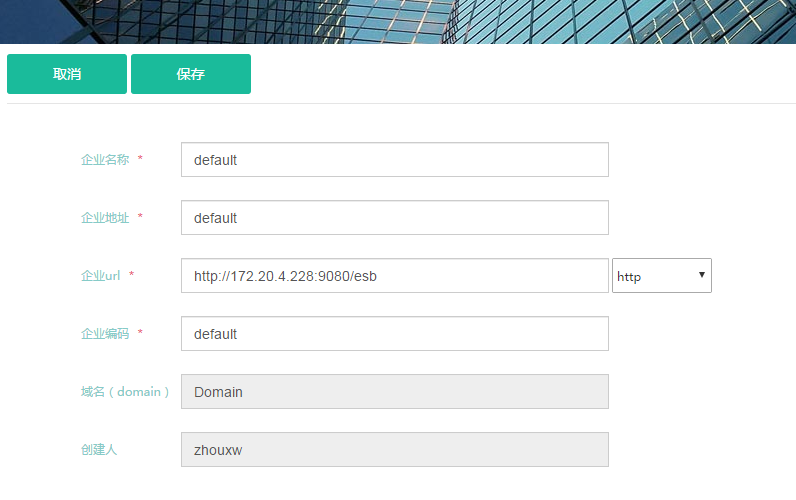 取消 保存
企业名称 * default
企业地址 * default
企业url * http://172.20.4.228:9080/esb http
企业编码 * default
域名（domain） Domain
创建人 zhouxw